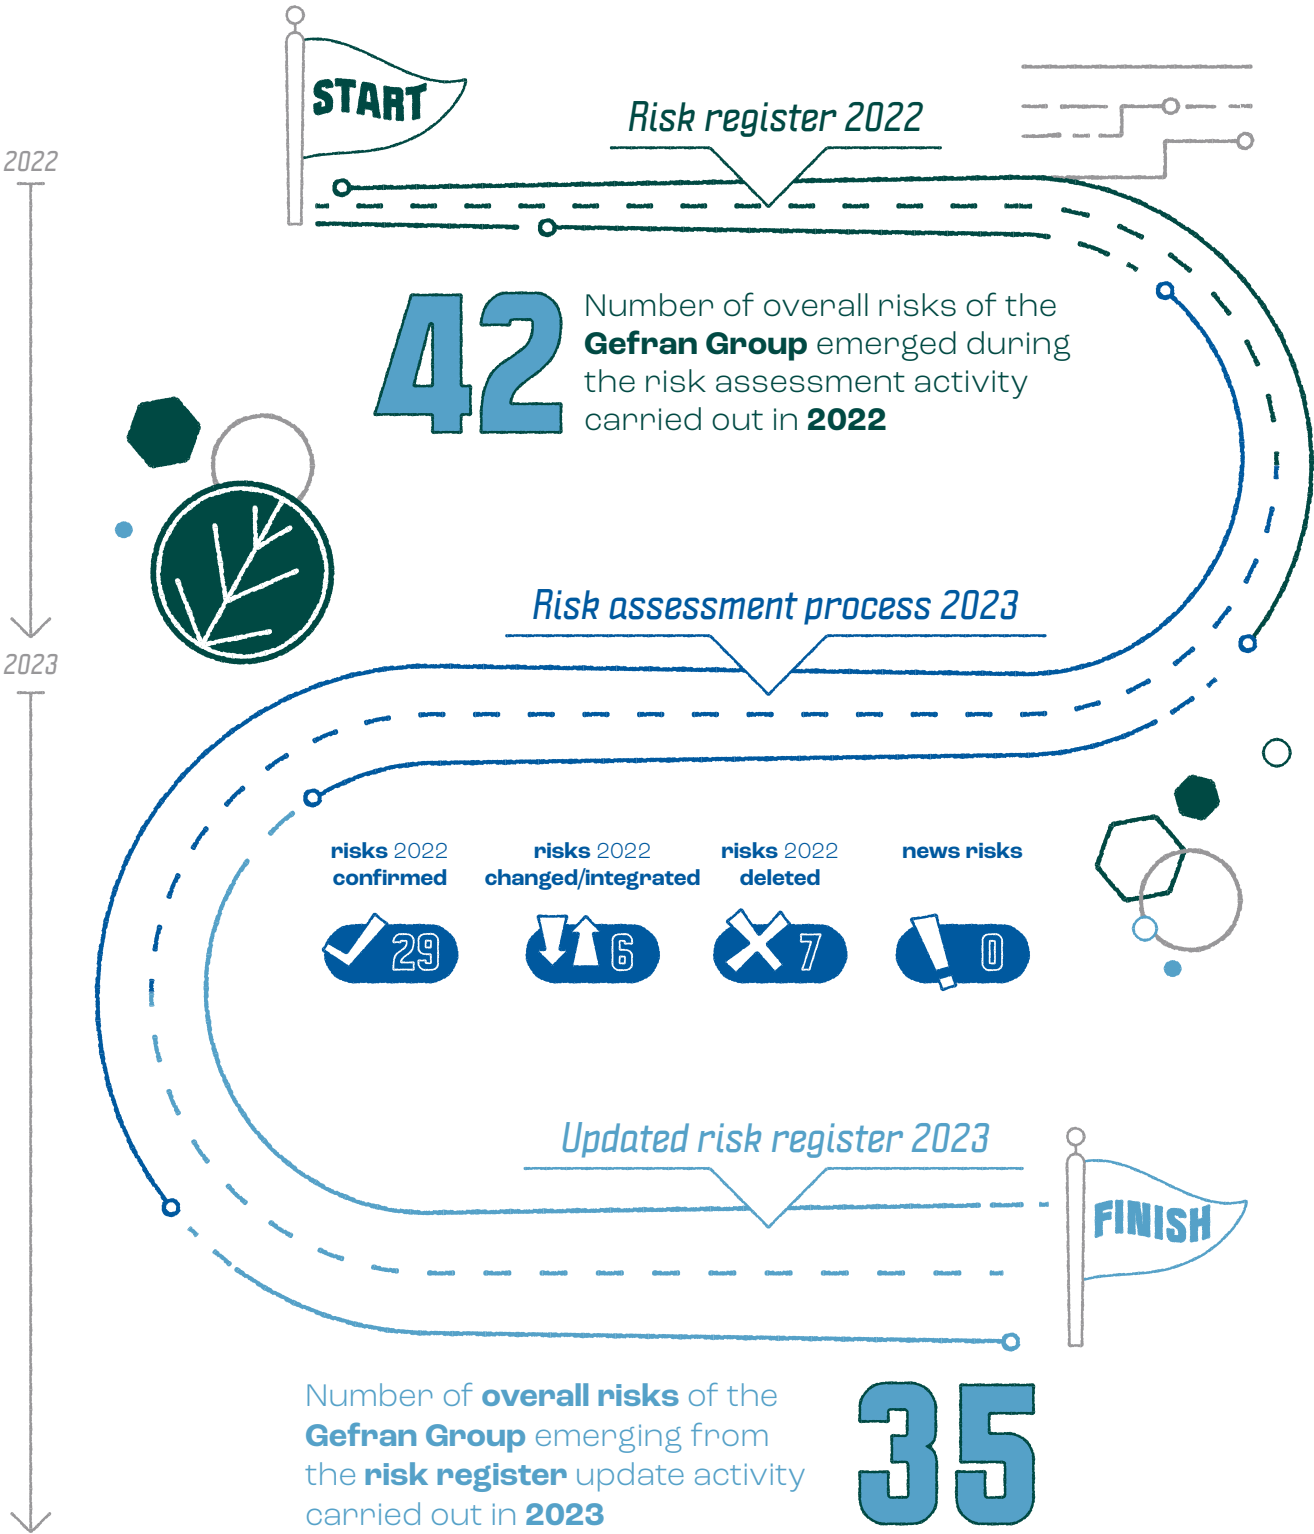 START
Risk register 2022
2022
42
Number of overall risks of the
Gefran Group emerged during
the risk assessment activity
carried out in 2022
Risk assessment process 2023
2023
risks 2022
confirmed
29
risks 2022
changed/integrated
6
risks 2022
deleted
7
news risks
0
Updated risk register 2023
FINISH
Number of overall risks of the
Gefran Group emerging from
the risk register update activity
carried out in 2023
35